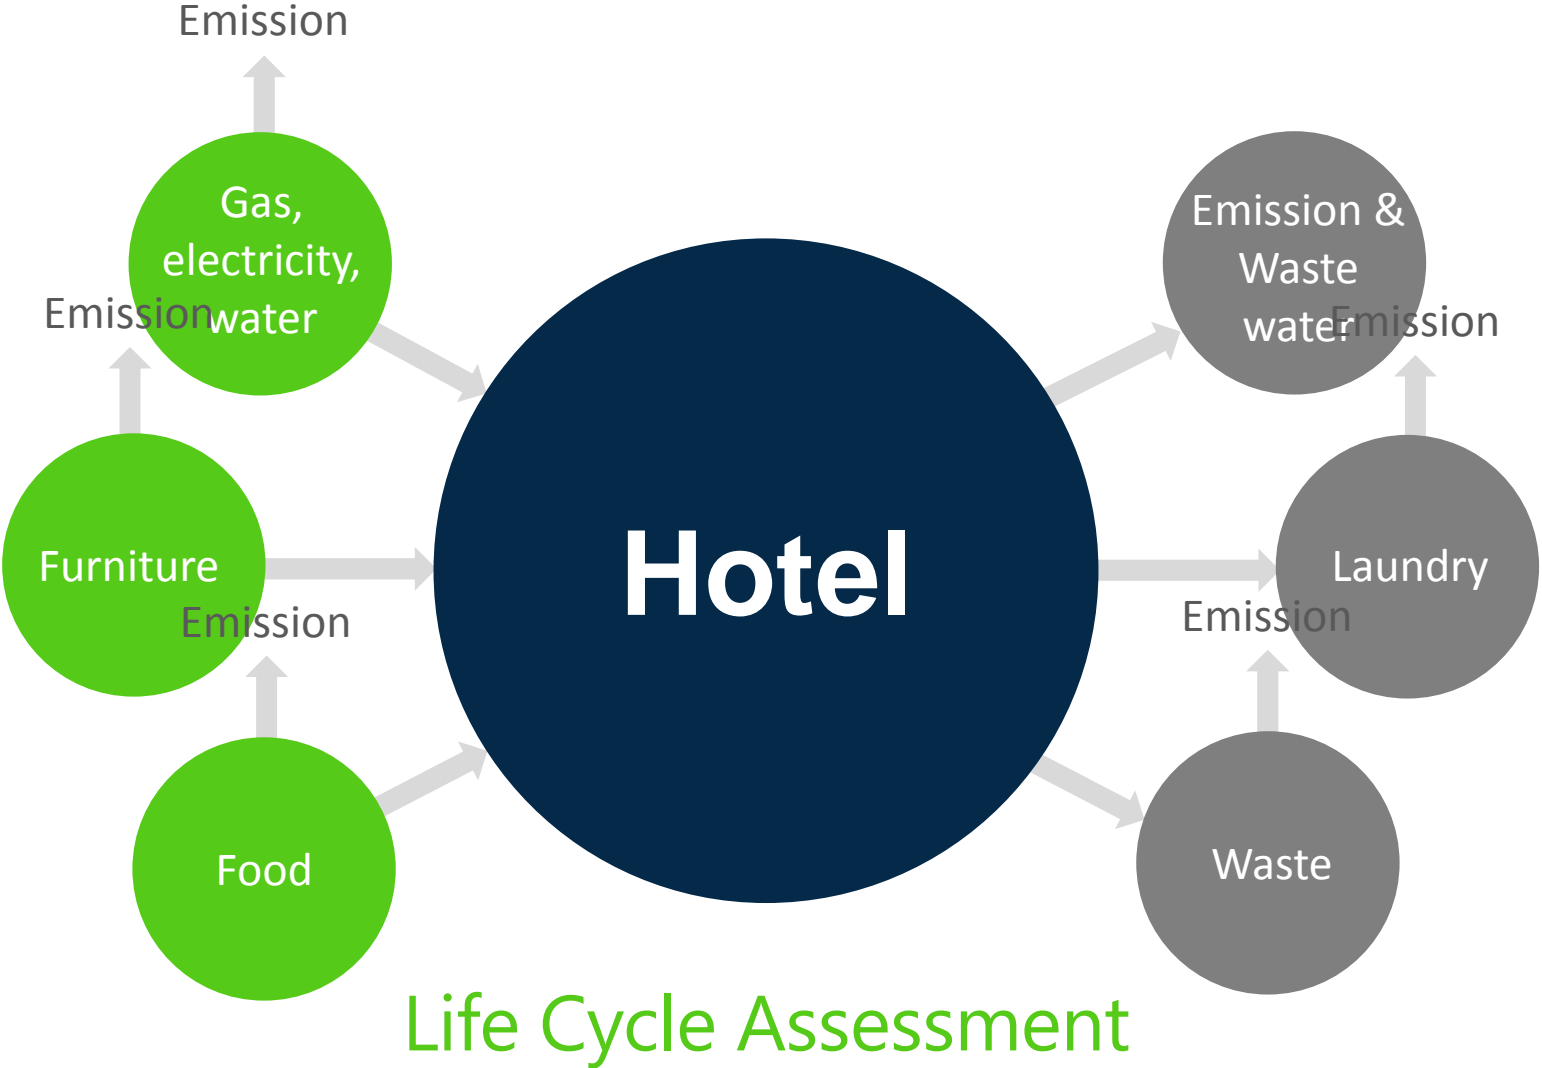 Emission
Gas,
electricity,
water
Emission
Furniture
Emission
Food
Hotel
Emission &
Waste
water
Emission
Laundry
Emission
Waste
Life Cycle Assessment